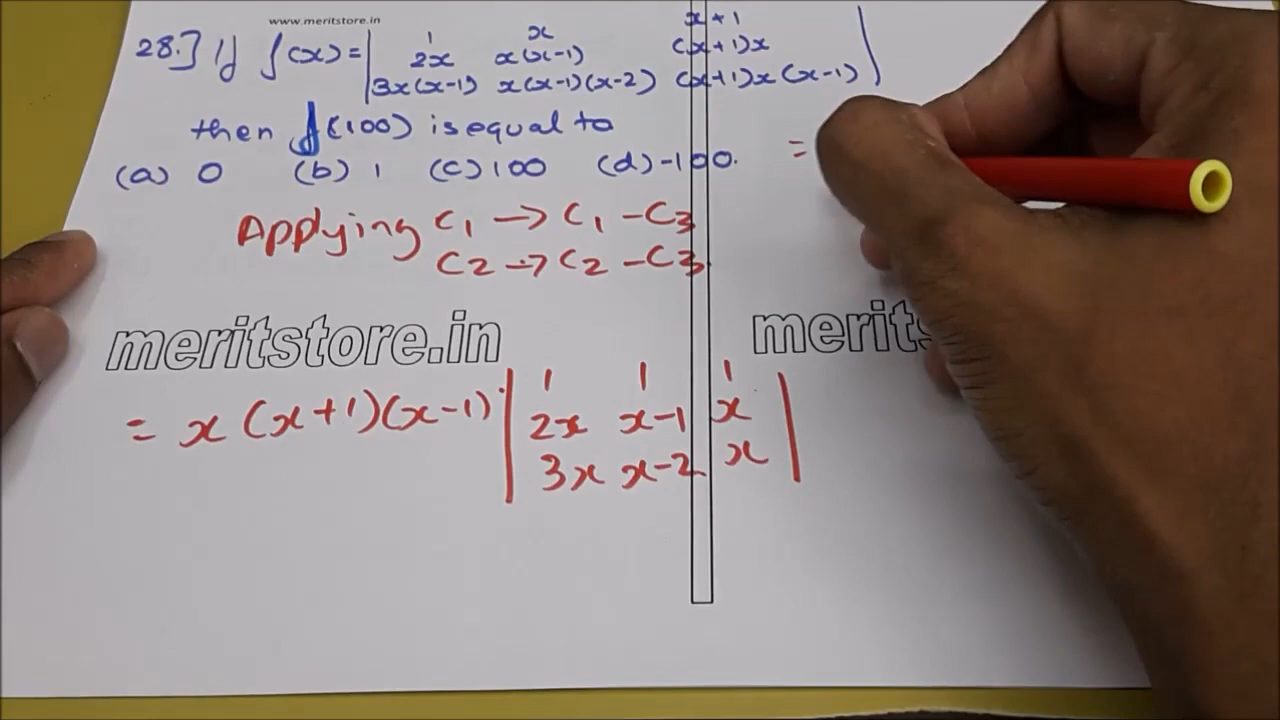 www.meritstore.in
28.] If f(x) = | 1 x x+1 |
2x x(x-1) (x+1)x
3x(x-1) x(x-1)(x-2) (x+1)x(x-1)
then f(100) is equal to
(a) 0 (b) 1 (c) 100 (d) -100.
Applying C1 → C1 - C3
C2 → C2 - C3
meritstore.in
= x(x+1)(x-1) | 1 1 1 |
2x x-1 x
3x x-2 x
=
merits